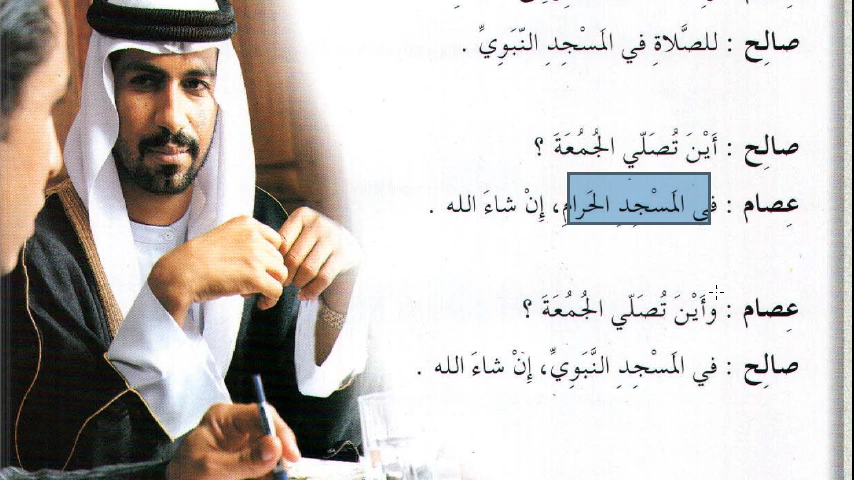 صالِح : للصَّلاةِ في المَسْجِدِ النَّبَوِيِّ .
صالِح : أَيْنَ تُصَلّي الجُمُعَةَ ؟
عِصام : في المَسْجِدِ الحَرامِ، إِنْ شاءَ الله .
عِصام : وَأَيْنَ تُصَلّي الجُمُعَةَ ؟
صالِح : في المَسْجِدِ النَّبَوِيِّ، إِنْ شاءَ الله .